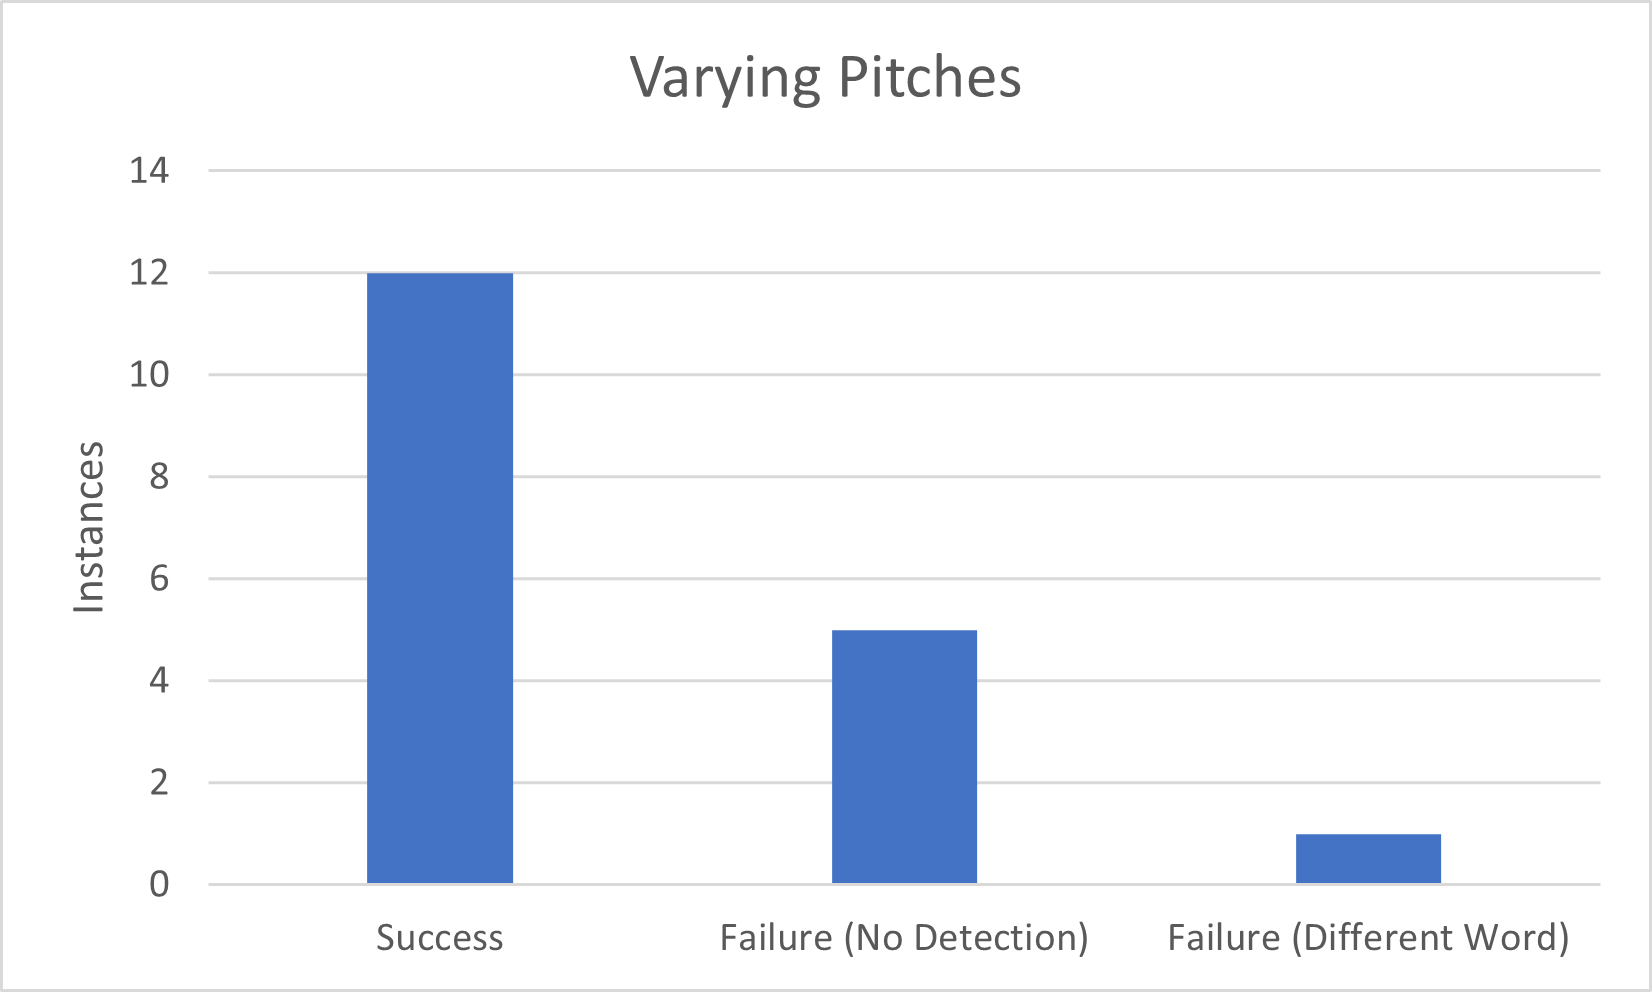 Varying Pitches
14
12
10
8
6
4
2
0
Instances
Success
Failure (No Detection)
Failure (Different Word)